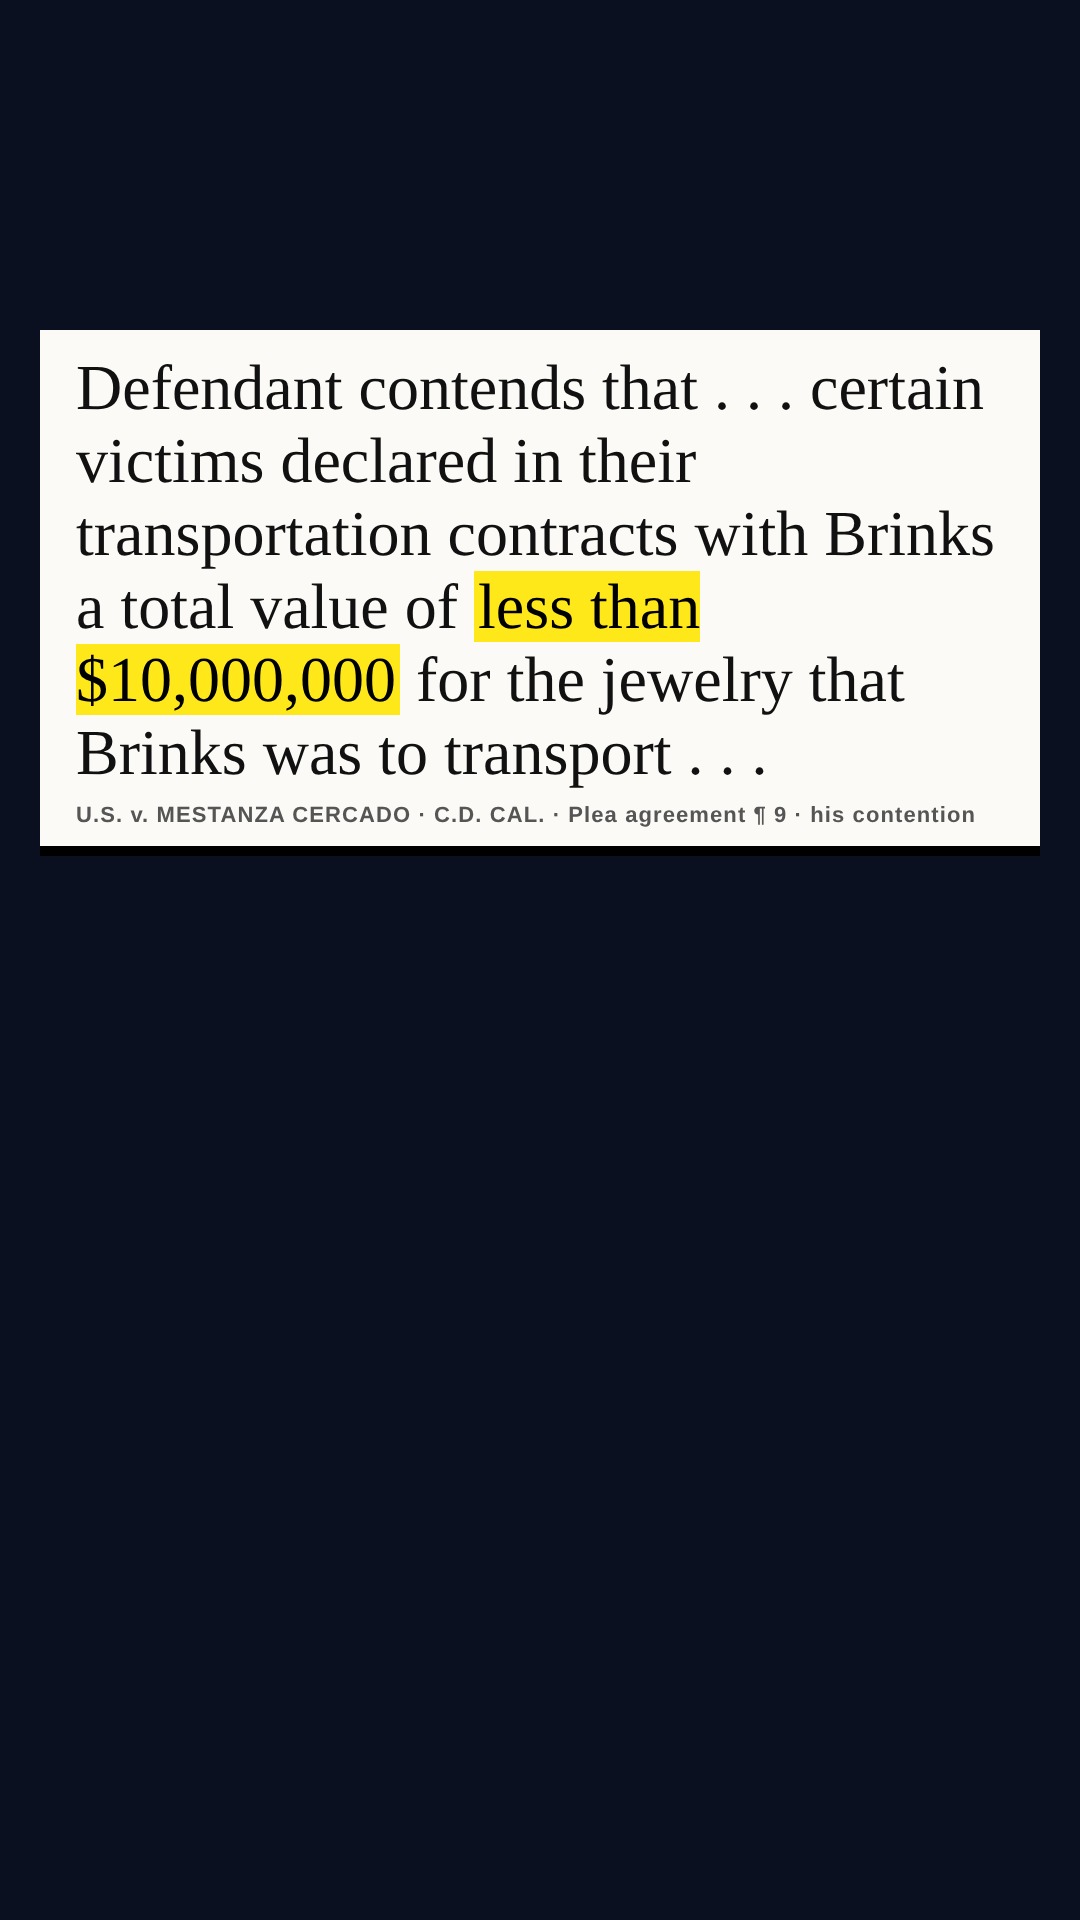 Defendant contends that . . . certain
victims declared in their
transportation contracts with Brinks
a total value of less than
$10,000,000 for the jewelry that
Brinks was to transport . . .
U.S. v. MESTANZA CERCADO · C.D. CAL. · Plea agreement ¶ 9 · his contention